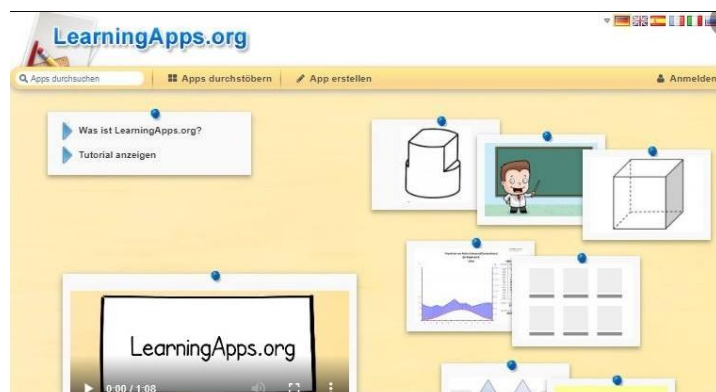 LearningApps.org
Apps durchsuchen
Apps durchstöbern
App erstellen
Anmelden
Was ist LearningApps.org?
Tutorial anzeigen
LearningApps.org
0:00 / 1:08